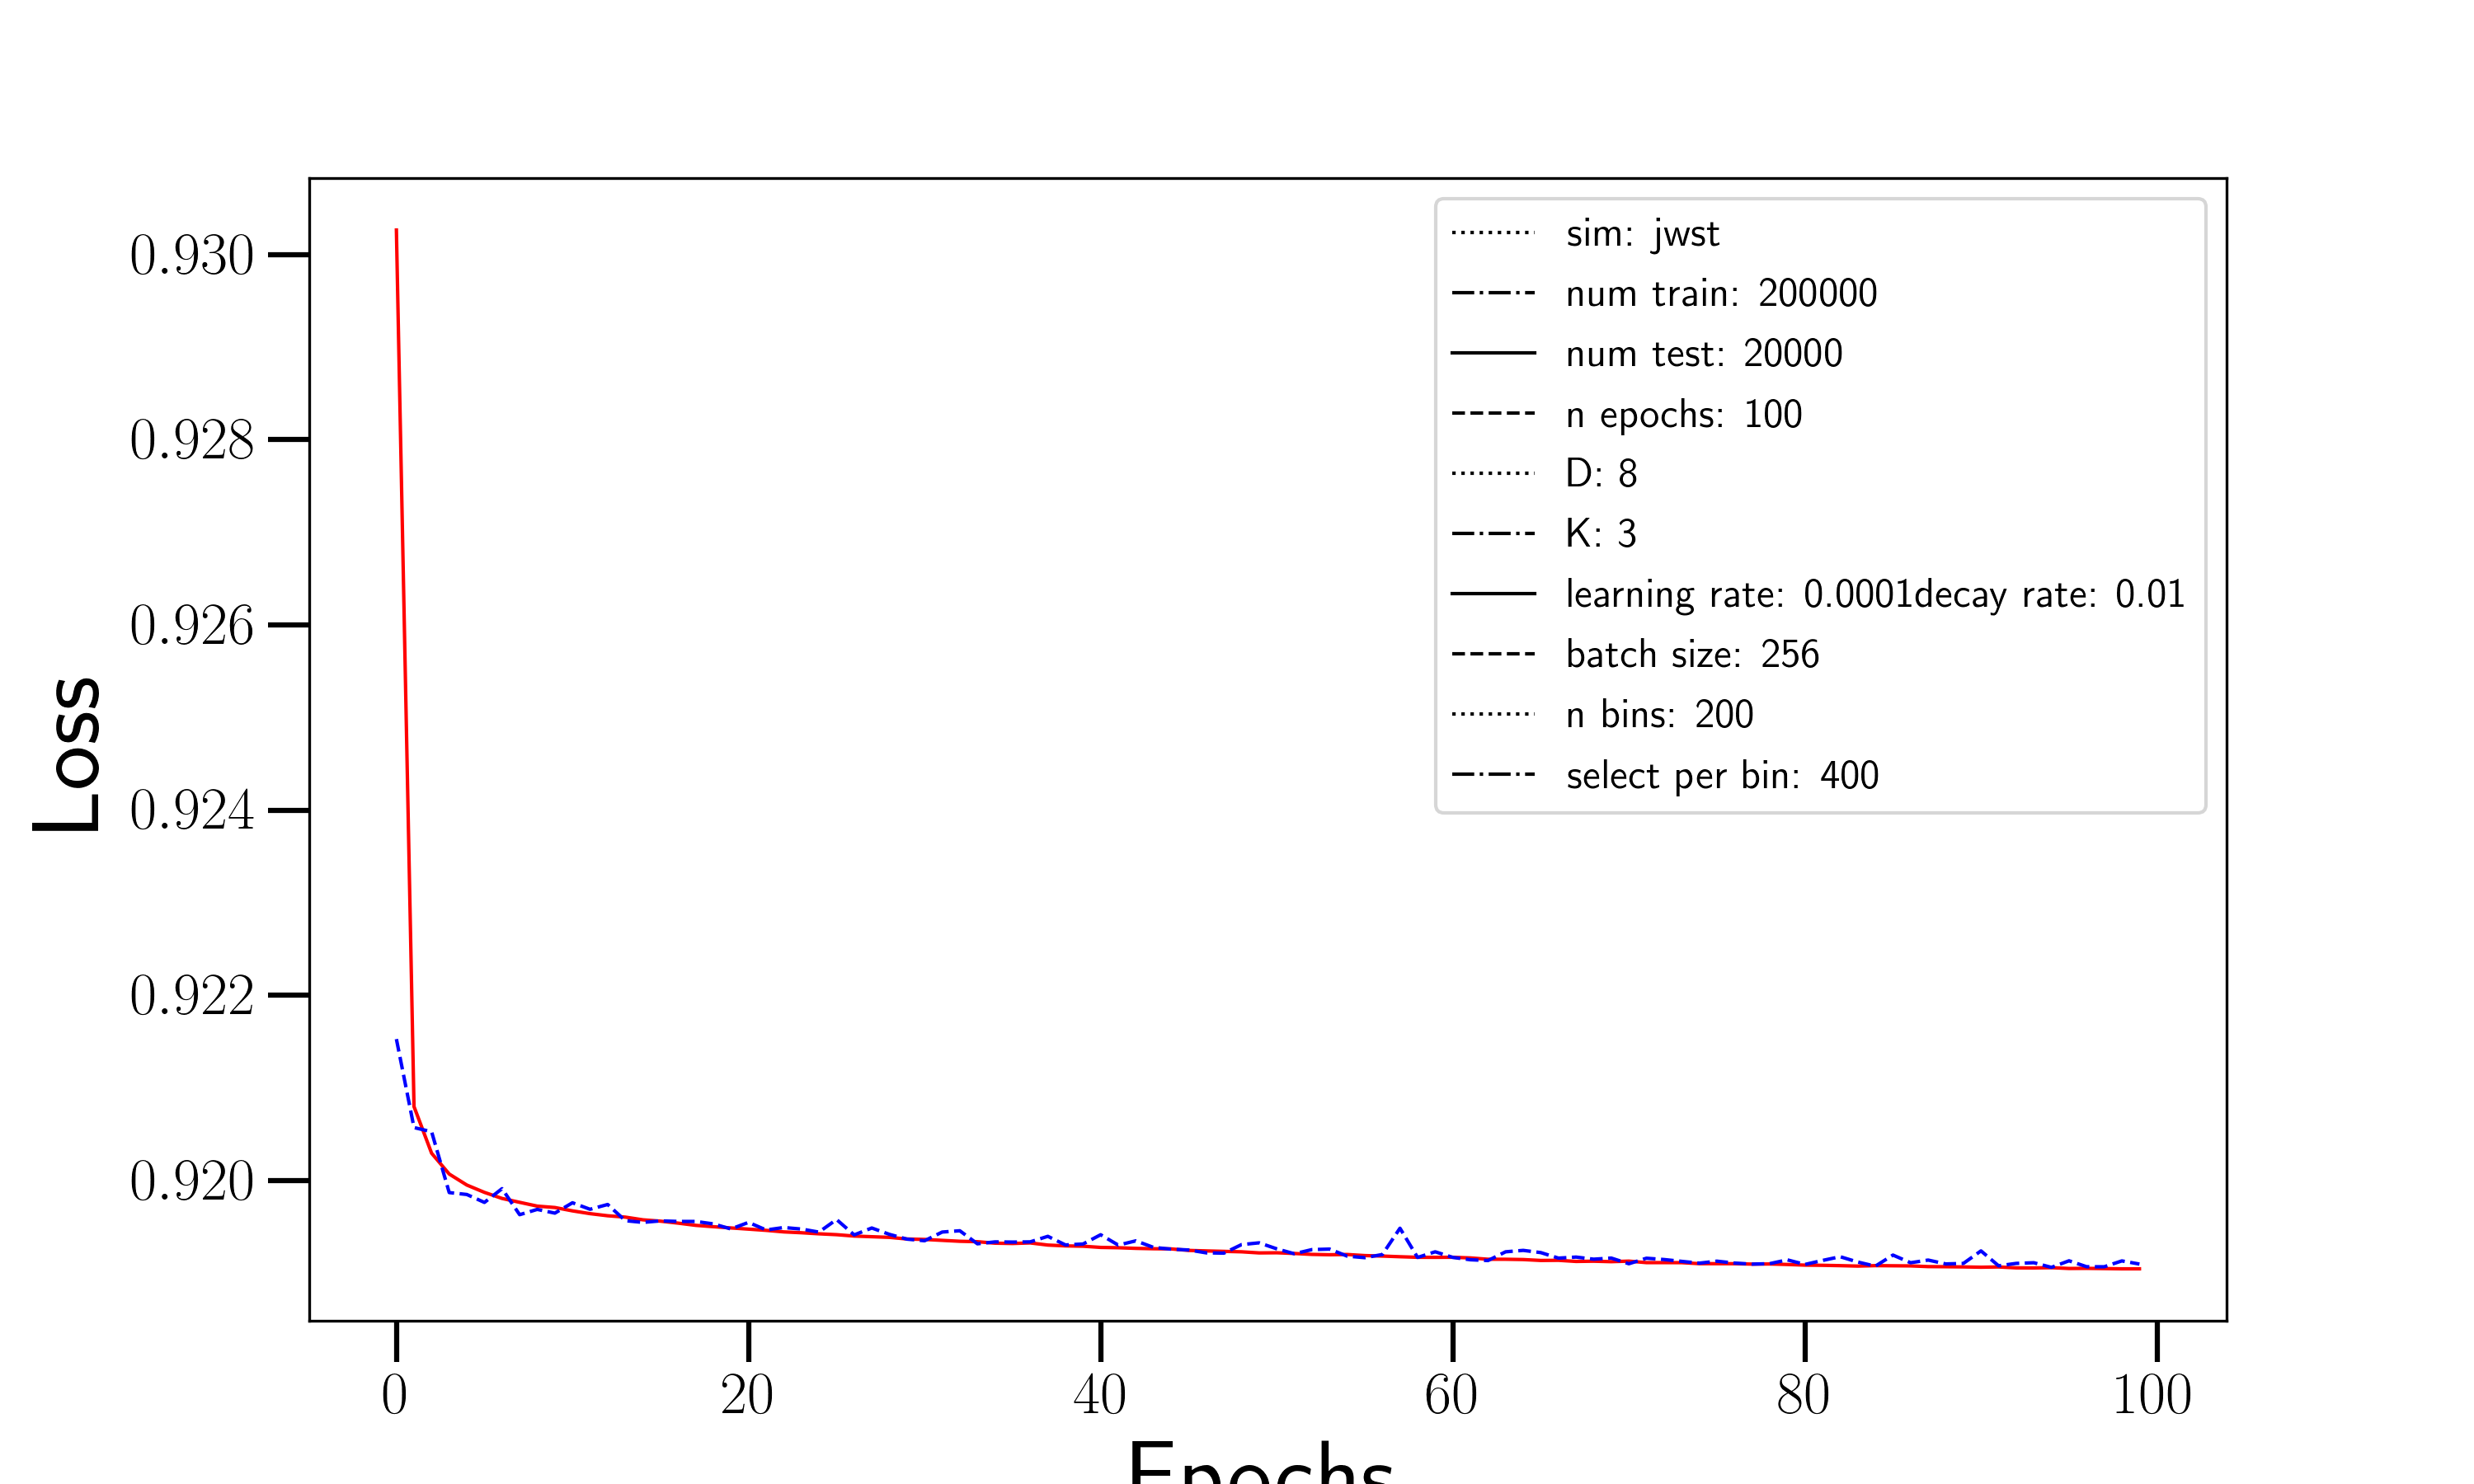 0.930
0.928
0.926
0.924
0.922
0.920
Loss
sim: jwst
num train: 200000
num test: 20000
n epochs: 100
D: 8
K: 3
learning rate: 0.0001decay rate: 0.01
batch size: 256
n bins: 200
select per bin: 400
0 20 40 60 80 100
Epochs